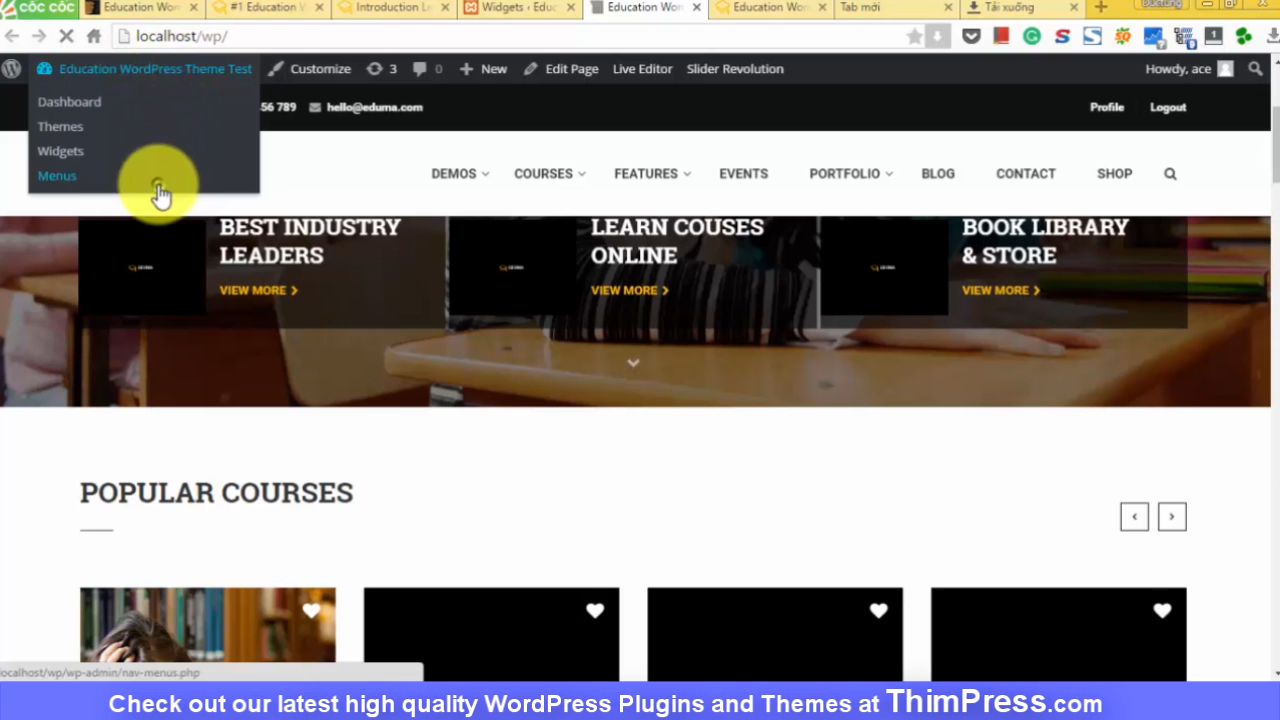 cốc cốc
Education Wor
#1 Education W
Introduction Le
Widgets ‹ Educ
Education Wor
Education Wor
Tab mới
Tải xuống
localhost/wp/
Education WordPress Theme Test
Customize
3
0
New
Edit Page
Live Editor
Slider Revolution
Howdy, ace
Dashboard
Themes
Widgets
Menus
56 789
hello@eduma.com
Profile
Logout
DEMOS
COURSES
FEATURES
EVENTS
PORTFOLIO
BLOG
CONTACT
SHOP
BEST INDUSTRY
LEADERS
VIEW MORE
LEARN COUSES
ONLINE
VIEW MORE
BOOK LIBRARY
& STORE
VIEW MORE
POPULAR COURSES
localhost/wp/wp-admin/nav-menus.php
Check out our latest high quality WordPress Plugins and Themes at ThimPress.com